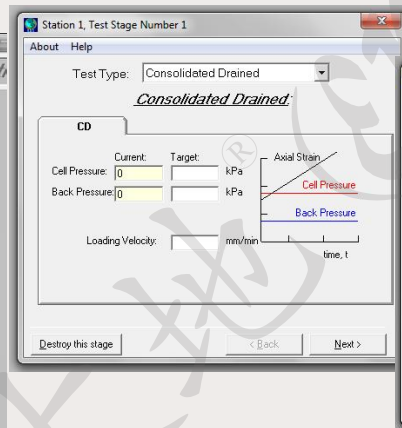 Station 1, Test Stage Number 1
About Help
Test Type: Consolidated Drained
Consolidated Drained:
CD
Current: Target:
Cell Pressure: 0 kPa
Back Pressure: 0 kPa
Loading Velocity: mm/min
Axial Strain
Cell Pressure
Back Pressure
time, t
Destroy this stage
< Back
Next >